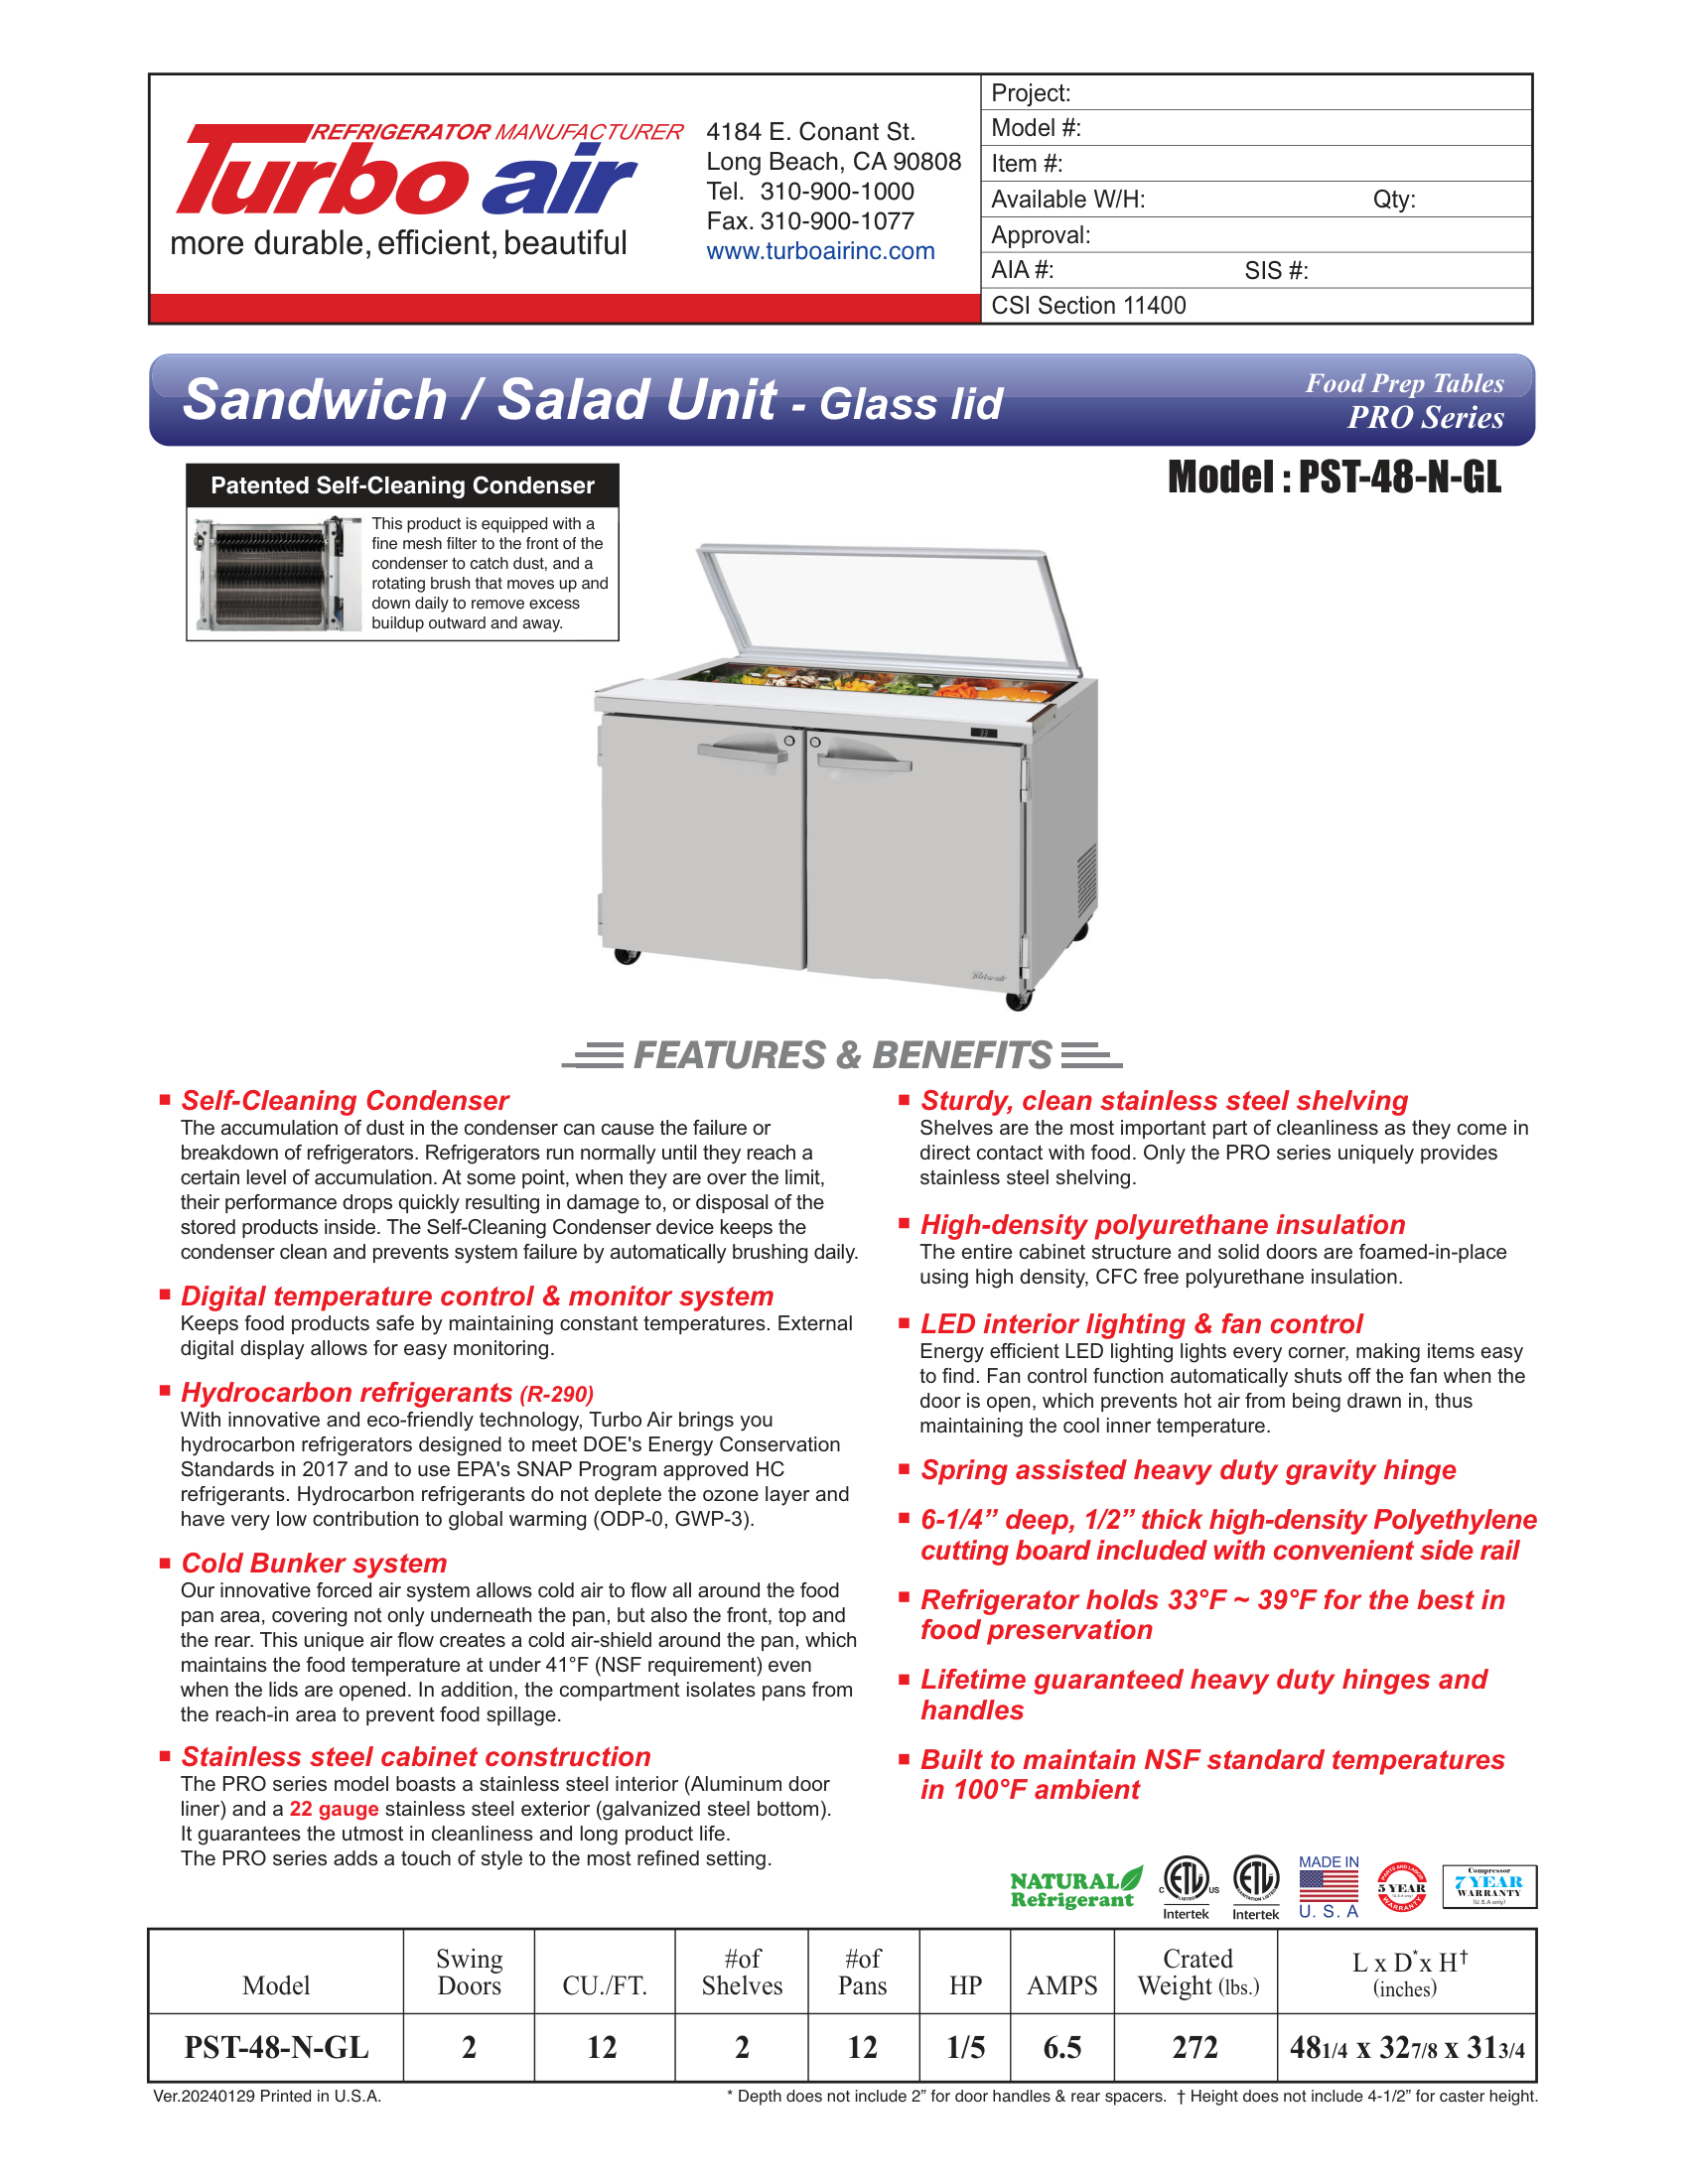 REFRIGERATOR MANUFACTURER
Turbo air
more durable, efficient, beautiful
4184 E. Conant St.
Long Beach, CA 90808
Tel. 310-900-1000
Fax. 310-900-1077
www.turboairinc.com
Project:
Model #:
Item #:
Available W/H: Qty:
Approval:
AIA #: SIS #:
CSI Section 11400
Sandwich / Salad Unit - Glass lid
Food Prep Tables
PRO Series
Model : PST-48-N-GL
Patented Self-Cleaning Condenser
This product is equipped with a
fine mesh filter to the front of the
condenser to catch dust, and a
rotating brush that moves up and
down daily to remove excess
buildup outward and away.
33
Turbo air
FEATURES & BENEFITS
Self-Cleaning Condenser
The accumulation of dust in the condenser can cause the failure or
breakdown of refrigerators. Refrigerators run normally until they reach a
certain level of accumulation. At some point, when they are over the limit,
their performance drops quickly resulting in damage to, or disposal of the
stored products inside. The Self-Cleaning Condenser device keeps the
condenser clean and prevents system failure by automatically brushing daily.
Digital temperature control & monitor system
Keeps food products safe by maintaining constant temperatures. External
digital display allows for easy monitoring.
Hydrocarbon refrigerants (R-290)
With innovative and eco-friendly technology, Turbo Air brings you
hydrocarbon refrigerators designed to meet DOE's Energy Conservation
Standards in 2017 and to use EPA's SNAP Program approved HC
refrigerants. Hydrocarbon refrigerants do not deplete the ozone layer and
have very low contribution to global warming (ODP-0, GWP-3).
Cold Bunker system
Our innovative forced air system allows cold air to flow all around the food
pan area, covering not only underneath the pan, but also the front, top and
the rear. This unique air flow creates a cold air-shield around the pan, which
maintains the food temperature at under 41°F (NSF requirement) even
when the lids are opened. In addition, the compartment isolates pans from
the reach-in area to prevent food spillage.
Stainless steel cabinet construction
The PRO series model boasts a stainless steel interior (Aluminum door
liner) and a 22 gauge stainless steel exterior (galvanized steel bottom).
It guarantees the utmost in cleanliness and long product life.
The PRO series adds a touch of style to the most refined setting.
Sturdy, clean stainless steel shelving
Shelves are the most important part of cleanliness as they come in
direct contact with food. Only the PRO series uniquely provides
stainless steel shelving.
High-density polyurethane insulation
The entire cabinet structure and solid doors are foamed-in-place
using high density, CFC free polyurethane insulation.
LED interior lighting & fan control
Energy efficient LED lighting lights every corner, making items easy
to find. Fan control function automatically shuts off the fan when the
door is open, which prevents hot air from being drawn in, thus
maintaining the cool inner temperature.
Spring assisted heavy duty gravity hinge
6-1/4” deep, 1/2” thick high-density Polyethylene
cutting board included with convenient side rail
Refrigerator holds 33°F ~ 39°F for the best in
food preservation
Lifetime guaranteed heavy duty hinges and
handles
Built to maintain NSF standard temperatures
in 100°F ambient
NATURAL
Refrigerant
C ETL US
LISTED
Intertek
ETL
SANITATION LISTED
Intertek
MADE IN
U. S. A
PARTS AND LABOR
5 YEAR
(U.S.A only)
WARRANTY
Compressor
7 YEAR
WARRANTY
(U.S.A only)
Model Swing Doors CU./FT. #of Shelves #of Pans HP AMPS Crated Weight (lbs.) L x D* x H† (inches)
PST-48-N-GL 2 12 2 12 1/5 6.5 272 481/4 x 327/8 x 313/4
Ver.20240129 Printed in U.S.A.
* Depth does not include 2” for door handles & rear spacers. † Height does not include 4-1/2” for caster height.